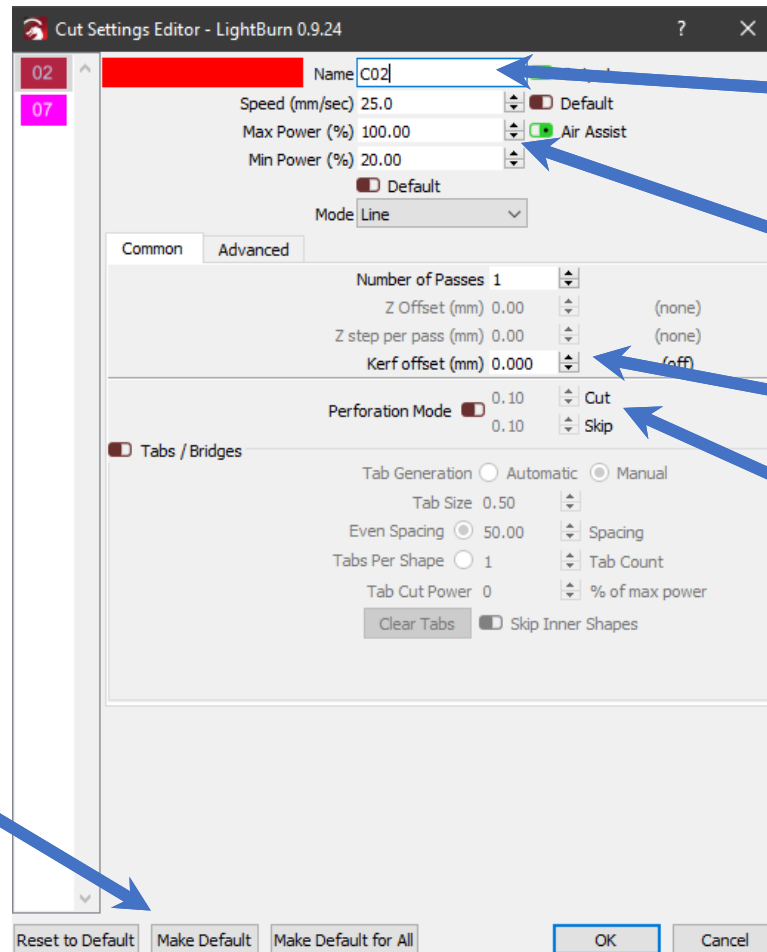 Cut Settings Editor - LightBurn 0.9.24 ?
02 Name C02
07 Speed (mm/sec) 25.0 Default
Max Power (%) 100.00 Air Assist
Min Power (%) 20.00
Default
Mode Line
Common Advanced
Number of Passes 1
Z Offset (mm) 0.00 (none)
Z step per pass (mm) 0.00 (none)
Kerf offset (mm) 0.000 (off)
Perforation Mode 0.10 Cut
0.10 Skip
Tabs / Bridges
Tab Generation Automatic Manual
Tab Size 0.50
Even Spacing 50.00 Spacing
Tabs Per Shape 1 Tab Count
Tab Cut Power 0 % of max power
Clear Tabs Skip Inner Shapes
Reset to Default Make Default Make Default for All OK Cancel